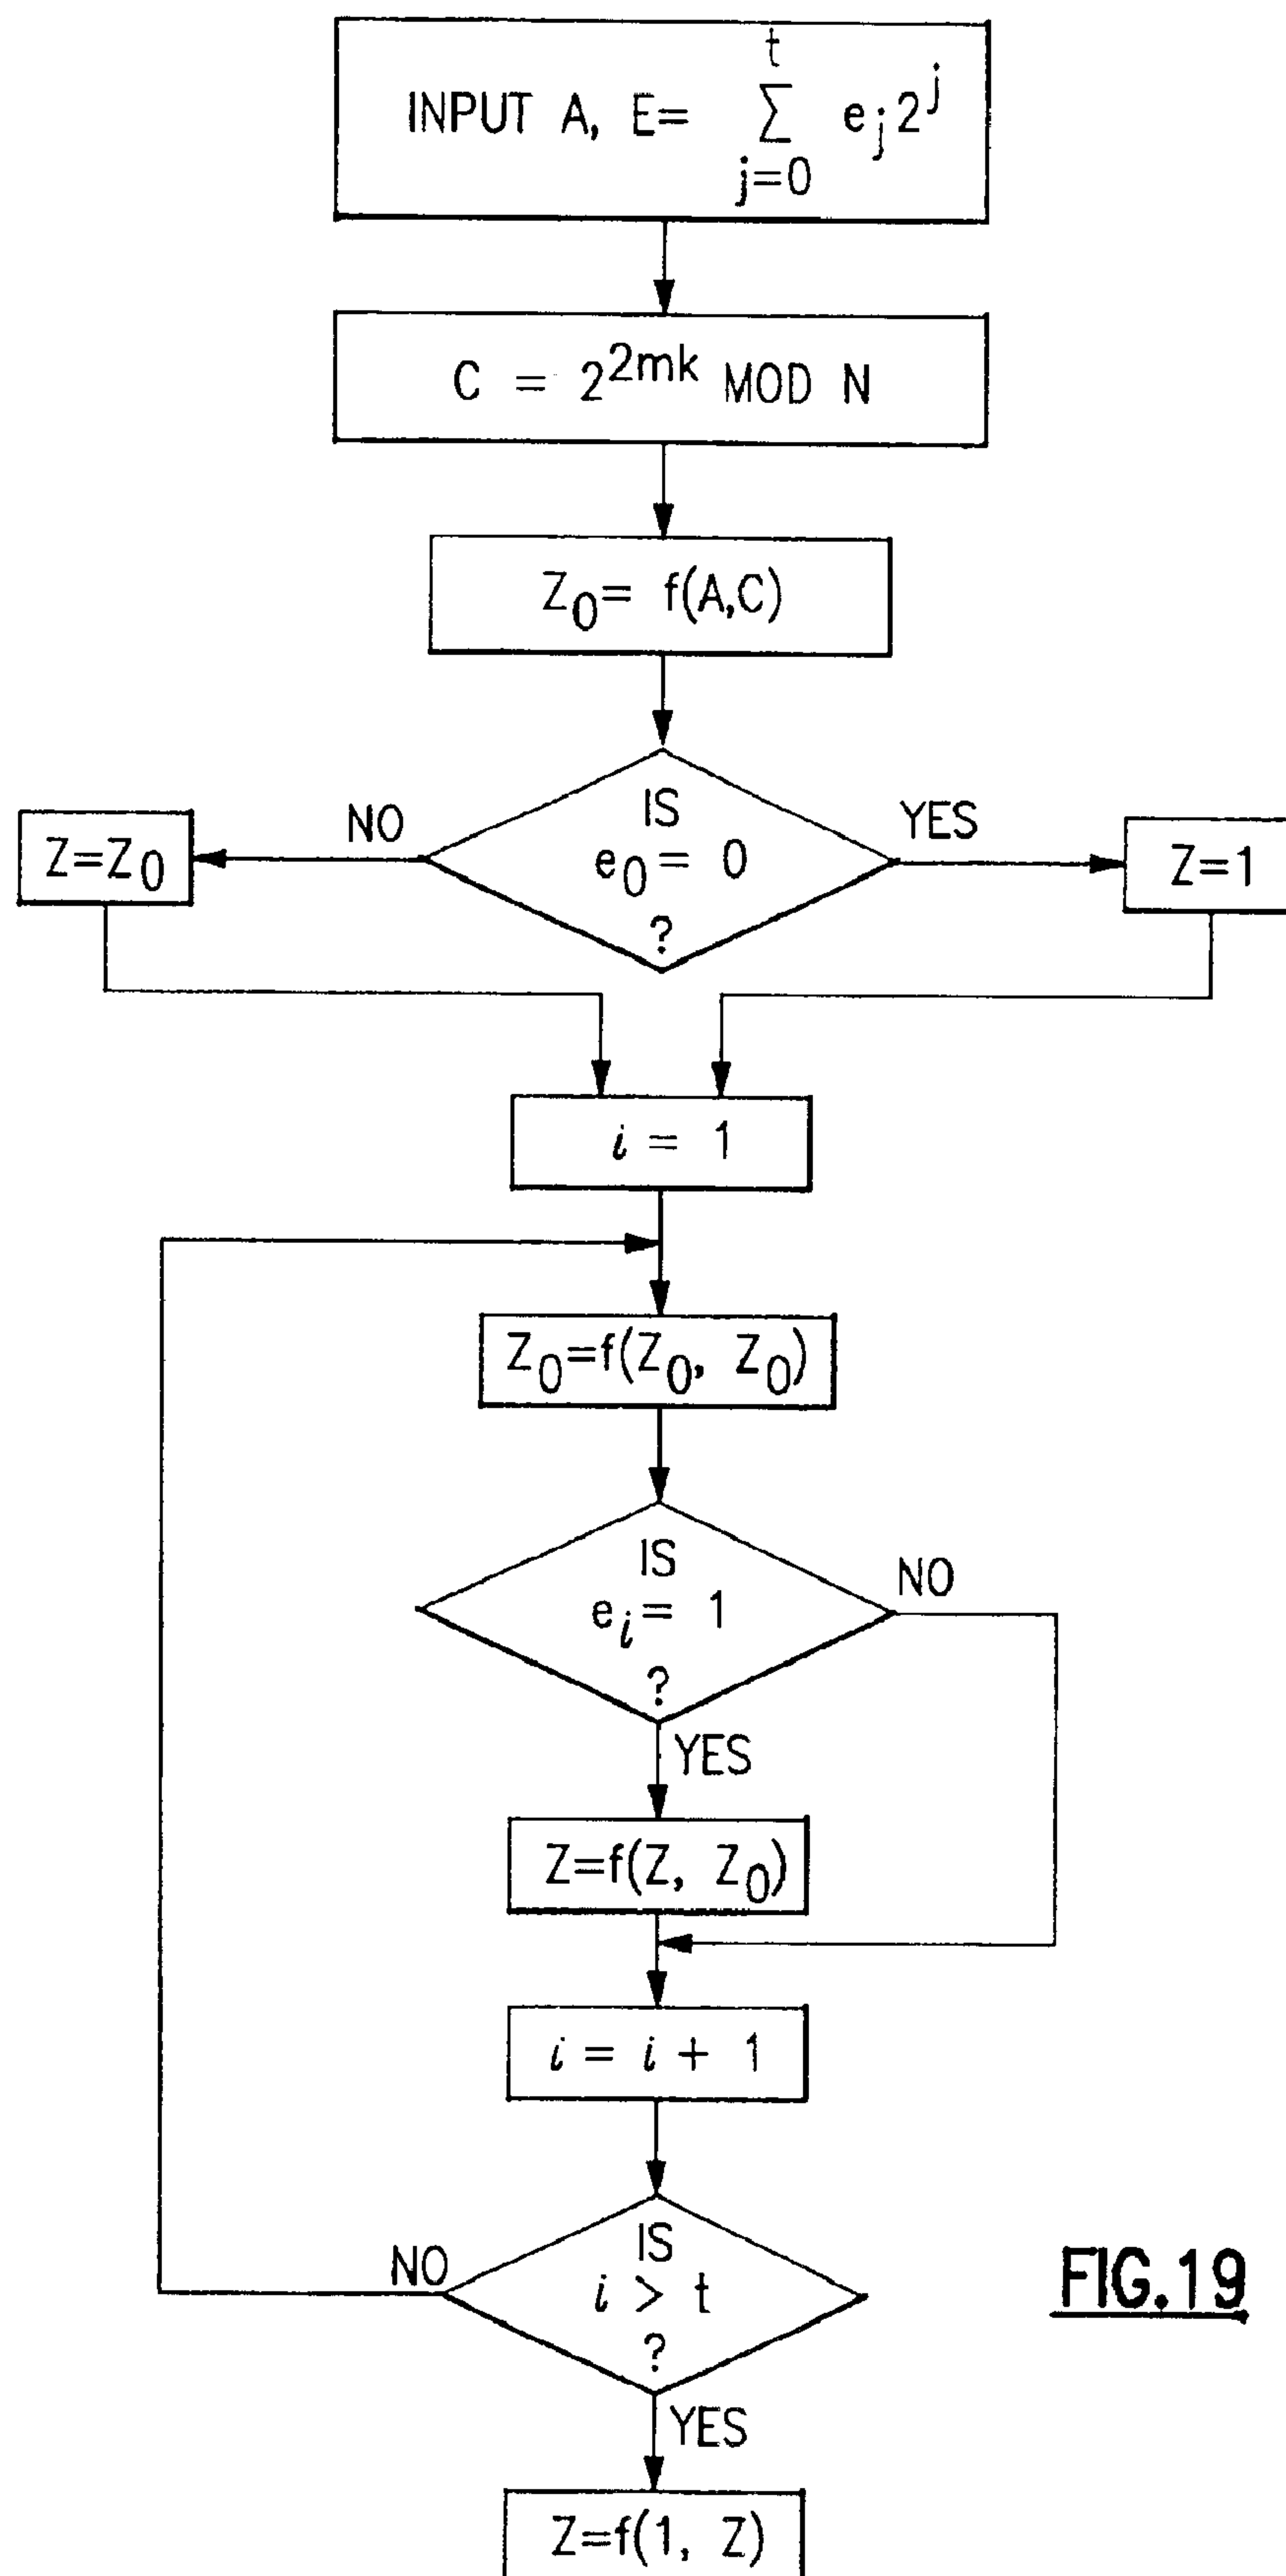 t
INPUT A, E= Σ e_j 2^j
j=0
C = 2^2mk MOD N
Z_0= f(A,C)
NO
IS
e_0= 0
?
YES
Z=Z_0
Z=1
i = 1
Z_0=f(Z_0, Z_0)
IS
e_i= 1
?
NO
YES
Z=f(Z, Z_0)
i = i + 1
NO
IS
i > t
?
YES
FIG.19
Z=f(1, Z)